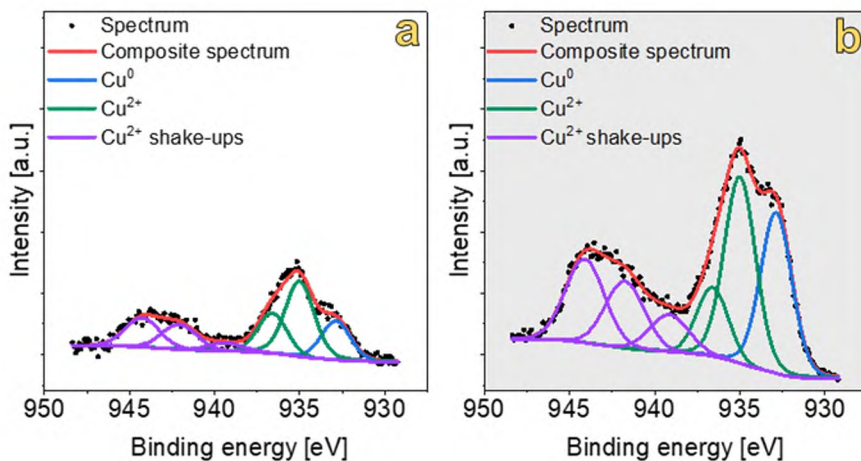 a
Spectrum
Composite spectrum
Cu⁰
Cu²⁺
Cu²⁺ shake-ups
Intensity [a.u.]
950 945 940 935 930
Binding energy [eV]
b
Spectrum
Composite spectrum
Cu⁰
Cu²⁺
Cu²⁺ shake-ups
Intensity [a.u.]
950 945 940 935 930
Binding energy [eV]